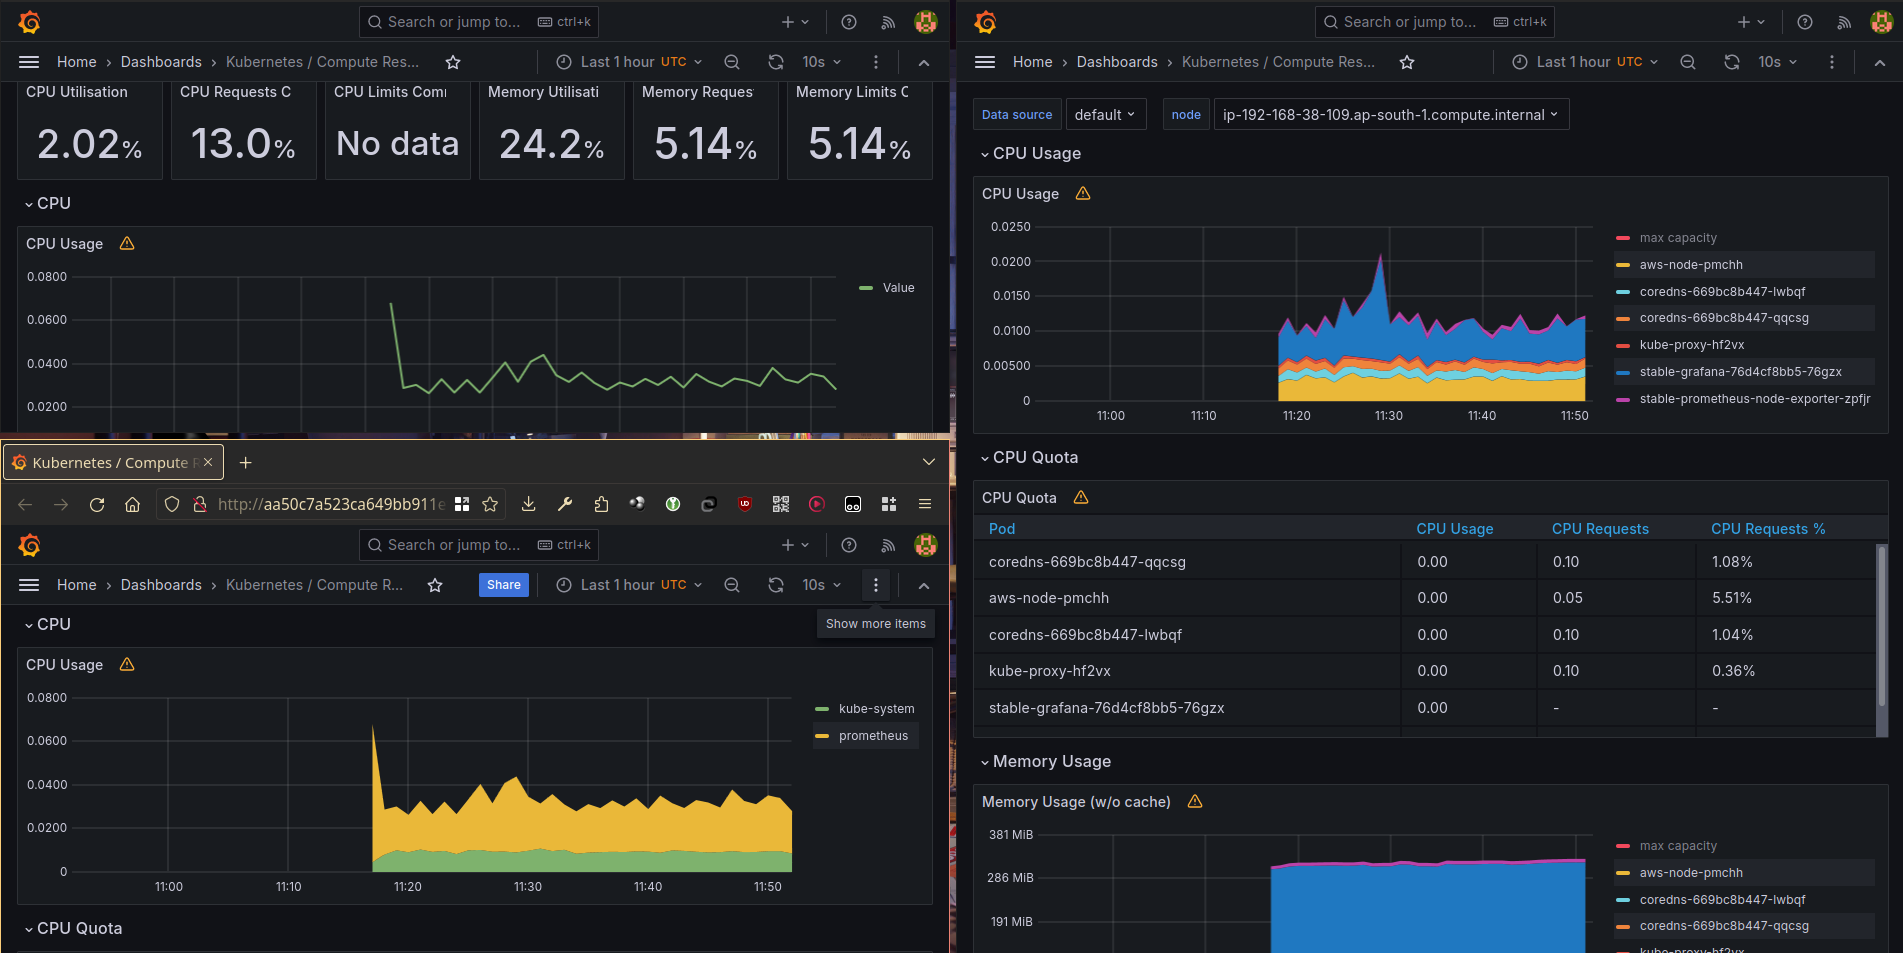 Search or jump to... ctrl+k
Home › Dashboards › Kubernetes / Compute Res... Last 1 hour UTC 10s
CPU Utilisation
2.02%
CPU Requests C
13.0%
CPU Limits Com
No data
Memory Utilisati
24.2%
Memory Reques
5.14%
Memory Limits C
5.14%
CPU
CPU Usage
0.0800
0.0600
0.0400
0.0200
Value
Kubernetes / Compute R
http://aa50c7a523ca649bb911e
Search or jump to... ctrl+k
Home › Dashboards › Kubernetes / Compute R... Share Last 1 hour UTC 10s
Show more items
CPU
CPU Usage
0.0800
0.0600
0.0400
0.0200
0
11:00 11:10 11:20 11:30 11:40 11:50
kube-system
prometheus
CPU Quota
Search or jump to... ctrl+k
Home › Dashboards › Kubernetes / Compute Res... Last 1 hour UTC 10s
Data source default node ip-192-168-38-109.ap-south-1.compute.internal
CPU Usage
CPU Usage
0.0250
0.0200
0.0150
0.0100
0.00500
0
11:00 11:10 11:20 11:30 11:40 11:50
max capacity
aws-node-pmchh
coredns-669bc8b447-lwbqf
coredns-669bc8b447-qqcsg
kube-proxy-hf2vx
stable-grafana-76d4cf8bb5-76gzx
stable-prometheus-node-exporter-zpfjr
CPU Quota
CPU Quota
Pod CPU Usage CPU Requests CPU Requests %
coredns-669bc8b447-qqcsg 0.00 0.10 1.08%
aws-node-pmchh 0.00 0.05 5.51%
coredns-669bc8b447-lwbqf 0.00 0.10 1.04%
kube-proxy-hf2vx 0.00 0.10 0.36%
stable-grafana-76d4cf8bb5-76gzx 0.00 - -
Memory Usage
Memory Usage (w/o cache)
381 MiB
286 MiB
191 MiB
max capacity
aws-node-pmchh
coredns-669bc8b447-lwbqf
coredns-669bc8b447-qqcsg
kube-proxy-hf2vx